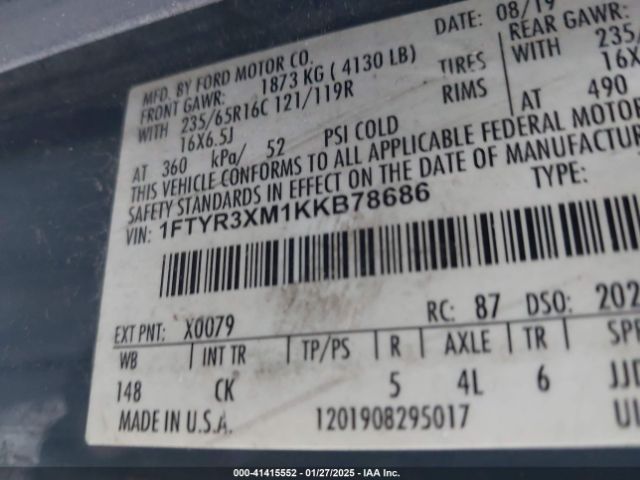 DATE: 08/19
MFD. BY FORD MOTOR CO.
REAR GAWR:
FRONT GAWR: 1873 KG ( 4130 LB)
WITH 235/65R16C 121/119R TIRES WITH 235/
16X6.5J RIMS 16X
AT 360 kPa/ 52 PSI COLD AT 490
THIS VEHICLE CONFORMS TO ALL APPLICABLE FEDERAL MOTOR
SAFETY STANDARDS IN EFFECT ON THE DATE OF MANUFACTUR
VIN: 1FTYR3XM1KKB78686 TYPE:
EXT PNT: X0079 RC: 87 DSO: 202
WB INT TR TP/PS R AXLE TR SPR
148 CK 5 4L 6 JJD
MADE IN U.S.A. 1201908295017
000-41415552 — 01/27/2025 — IAA Inc.